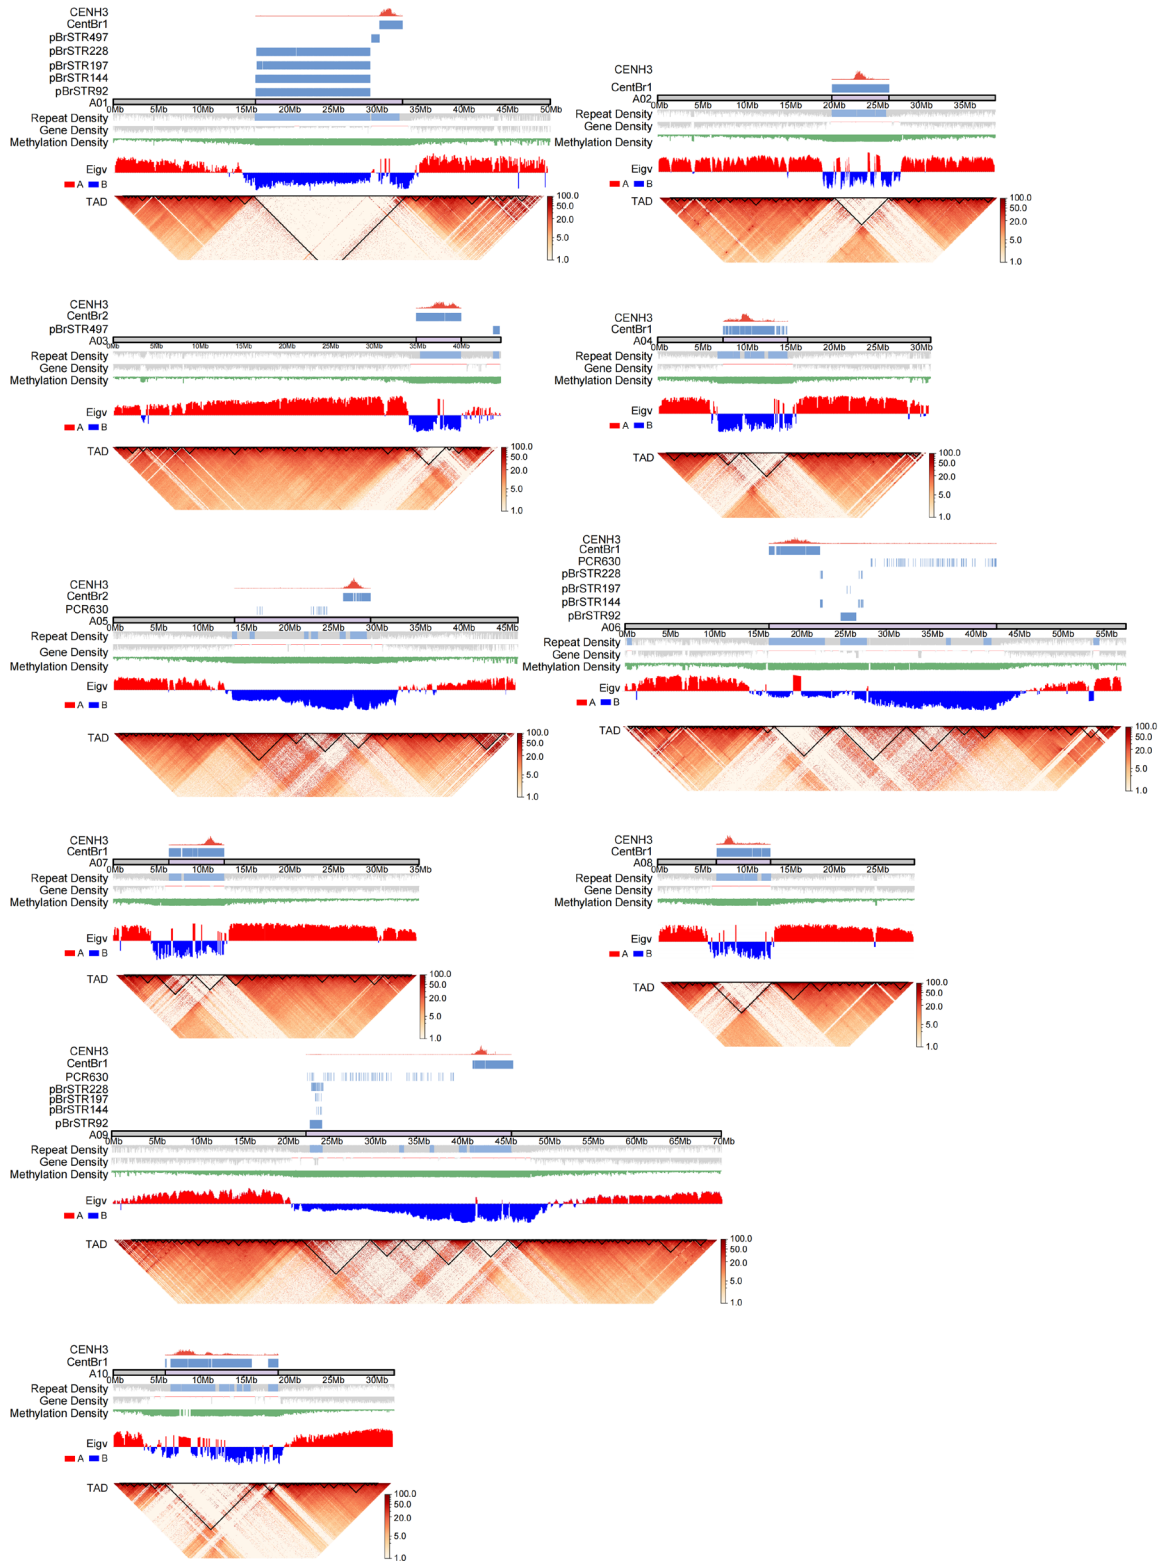 CENH3
CentBr1
pBrSTR497
pBrSTR228
pBrSTR197
pBrSTR144
pBrSTR92
A01
0Mb 5Mb 10Mb 15Mb 20Mb 25Mb 30Mb 35Mb 40Mb 45Mb 50Mb
Repeat Density
Gene Density
Methylation Density
Eigv
A B
TAD
100.0
50.0
20.0
5.0
1.0
CENH3
CentBr1
A02
0Mb 5Mb 10Mb 15Mb 20Mb 25Mb 30Mb 35Mb
Repeat Density
Gene Density
Methylation Density
Eigv
A B
TAD
100.0
50.0
20.0
5.0
1.0
CENH3
CentBr2
pBrSTR497
A03
0Mb 5Mb 10Mb 15Mb 20Mb 25Mb 30Mb 35Mb 40Mb
Repeat Density
Gene Density
Methylation Density
Eigv
A B
TAD
100.0
50.0
20.0
5.0
1.0
CENH3
CentBr1
A04
0Mb 5Mb 10Mb 15Mb 20Mb 25Mb 30Mb
Repeat Density
Gene Density
Methylation Density
Eigv
A B
TAD
100.0
50.0
20.0
5.0
1.0
CENH3
CentBr2
PCR630
A05
0Mb 5Mb 10Mb 15Mb 20Mb 25Mb 30Mb 35Mb 40Mb 45Mb
Repeat Density
Gene Density
Methylation Density
Eigv
A B
TAD
100.0
50.0
20.0
5.0
1.0
CENH3
CentBr1
PCR630
pBrSTR228
pBrSTR197
pBrSTR144
pBrSTR92
A06
0Mb 5Mb 10Mb 15Mb 20Mb 25Mb 30Mb 35Mb 40Mb 45Mb 50Mb 55Mb
Repeat Density
Gene Density
Methylation Density
Eigv
A B
TAD
100.0
50.0
20.0
5.0
1.0
CENH3
CentBr1
A07
0Mb 5Mb 10Mb 15Mb 20Mb 25Mb 30Mb 35Mb
Repeat Density
Gene Density
Methylation Density
Eigv
A B
TAD
100.0
50.0
20.0
5.0
1.0
CENH3
CentBr1
A08
0Mb 5Mb 10Mb 15Mb 20Mb 25Mb
Repeat Density
Gene Density
Methylation Density
Eigv
A B
TAD
100.0
50.0
20.0
5.0
1.0
CENH3
CentBr1
PCR630
pBrSTR228
pBrSTR197
pBrSTR144
pBrSTR92
A09
0Mb 5Mb 10Mb 15Mb 20Mb 25Mb 30Mb 35Mb 40Mb 45Mb 50Mb 55Mb 60Mb 65Mb 70Mb
Repeat Density
Gene Density
Methylation Density
Eigv
A B
TAD
100.0
50.0
20.0
5.0
1.0
CENH3
CentBr1
A10
0Mb 5Mb 10Mb 15Mb 20Mb 25Mb 30Mb
Repeat Density
Gene Density
Methylation Density
Eigv
A B
TAD
100.0
50.0
20.0
5.0
1.0